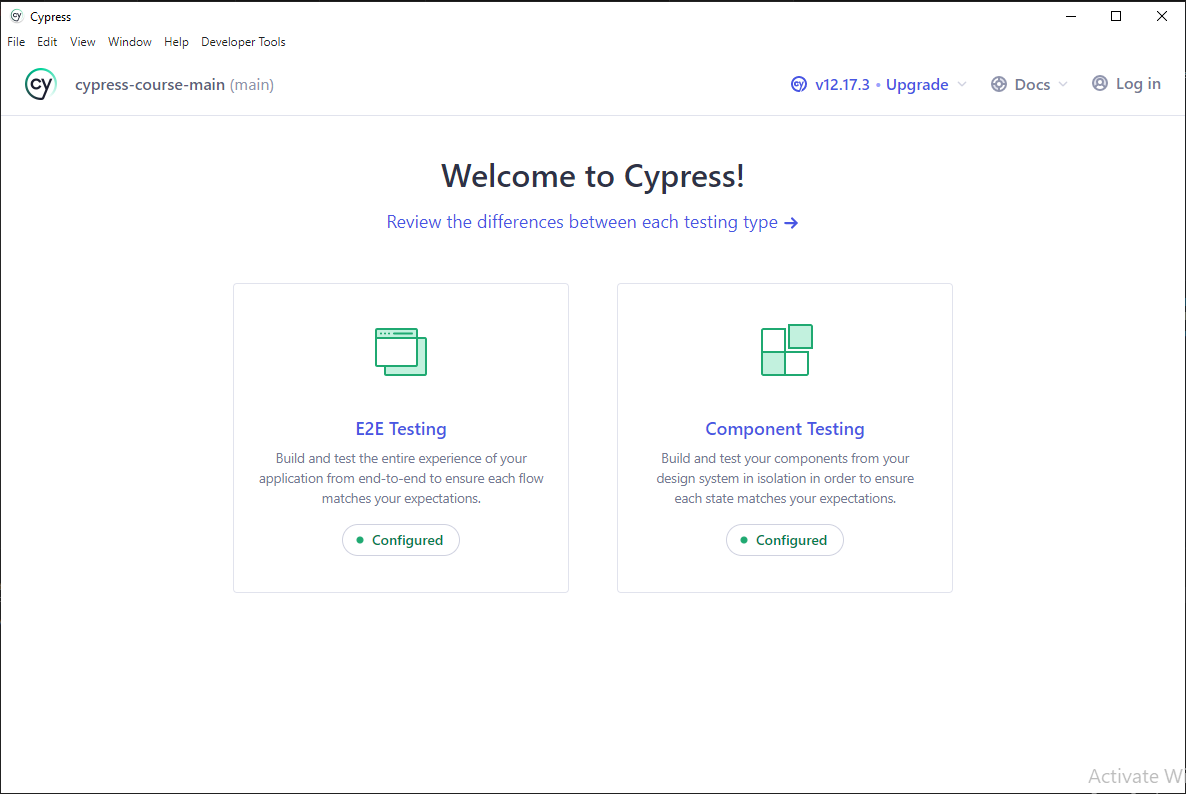 Cypress
File Edit View Window Help Developer Tools
cy cypress-course-main (main) v12.17.3 • Upgrade Docs Log in
Welcome to Cypress!
Review the differences between each testing type →
E2E Testing
Build and test the entire experience of your
application from end-to-end to ensure each flow
matches your expectations.
Configured
Component Testing
Build and test your components from your
design system in isolation in order to ensure
each state matches your expectations.
Configured
Activate W